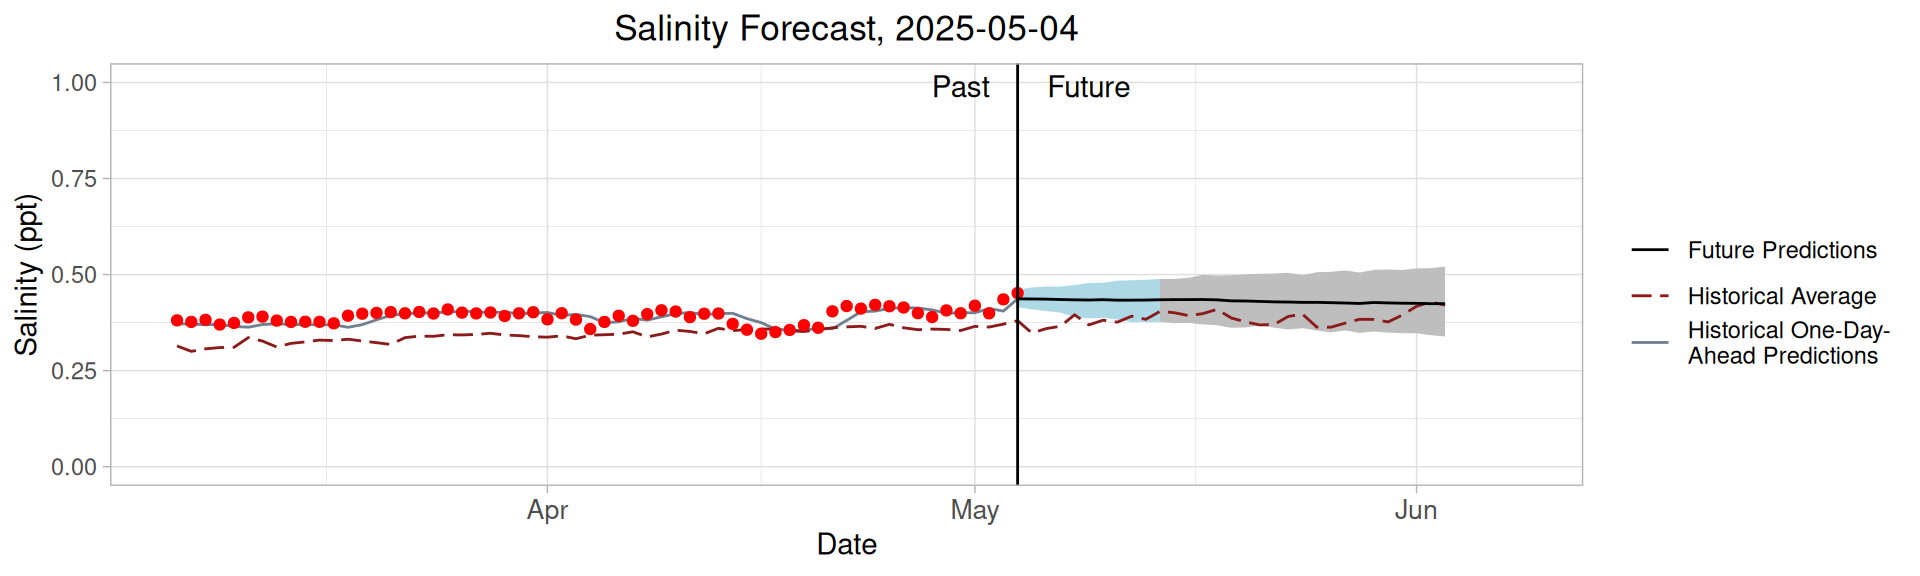 Salinity Forecast, 2025-05-04
Past
Future
1.00
0.75
0.50
0.25
0.00
Salinity (ppt)
Apr
May
Jun
Date
Future Predictions
Historical Average
Historical One-Day-
Ahead Predictions